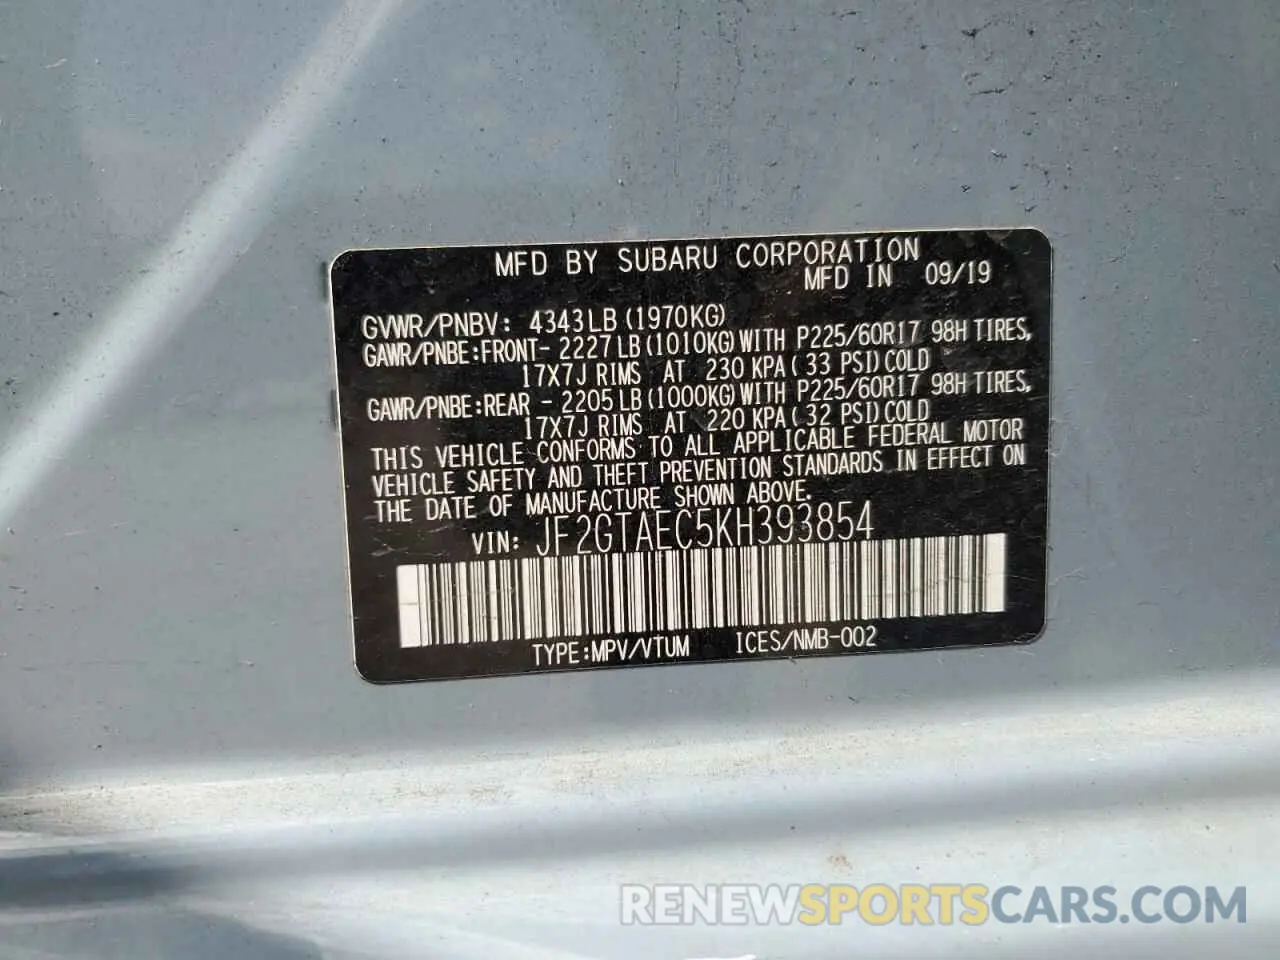 MFD BY SUBARU CORPORATION
MFD IN 09/19
GVWR/PNBV: 4343LB (1970KG)
GAWR/PNBE:FRONT- 2227LB(1010KG)WITH P225/60R17 98H TIRES,
17X7J RIMS AT 230 KPA(33 PSI)COLD
GAWR/PNBE:REAR - 2205LB(1000KG)WITH P225/60R17 98H TIRES,
17X7J RIMS AT 220 KPA(32 PSI)COLD
THIS VEHICLE CONFORMS TO ALL APPLICABLE FEDERAL MOTOR
VEHICLE SAFETY AND THEFT PREVENTION STANDARDS IN EFFECT ON
THE DATE OF MANUFACTURE SHOWN ABOVE.
VIN: JF2GTAEC5KH393854
TYPE:MPV/VTUM ICES/NMB-002
RENEWSPORTSCARS.COM